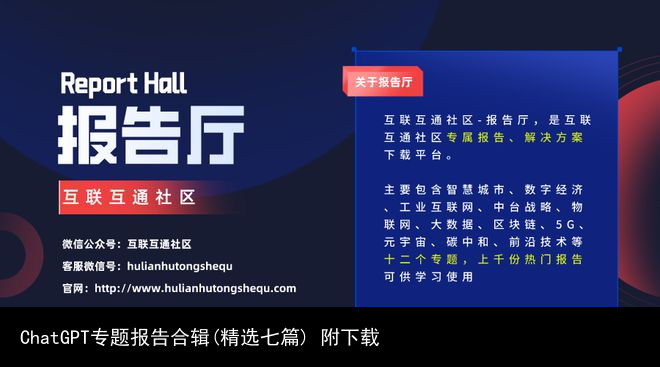 Report Hall
报告厅
互联互通社区
微信公众号：互联互通社区
客服微信号：hulianhutongshequ
官网：http://www.hulianhutongshequ.com
关于报告厅
互联互通社区-报告厅，是互联
互通社区专属报告、解决方案
下载平台。
主要包含智慧城市、数字经济
、工业互联网、中台战略、物
联网、大数据、区块链、5G、
元宇宙、碳中和、前沿技术等
十二个专题，上千份热门报告
可供学习使用
ChatGPT专题报告合辑(精选七篇) 附下载